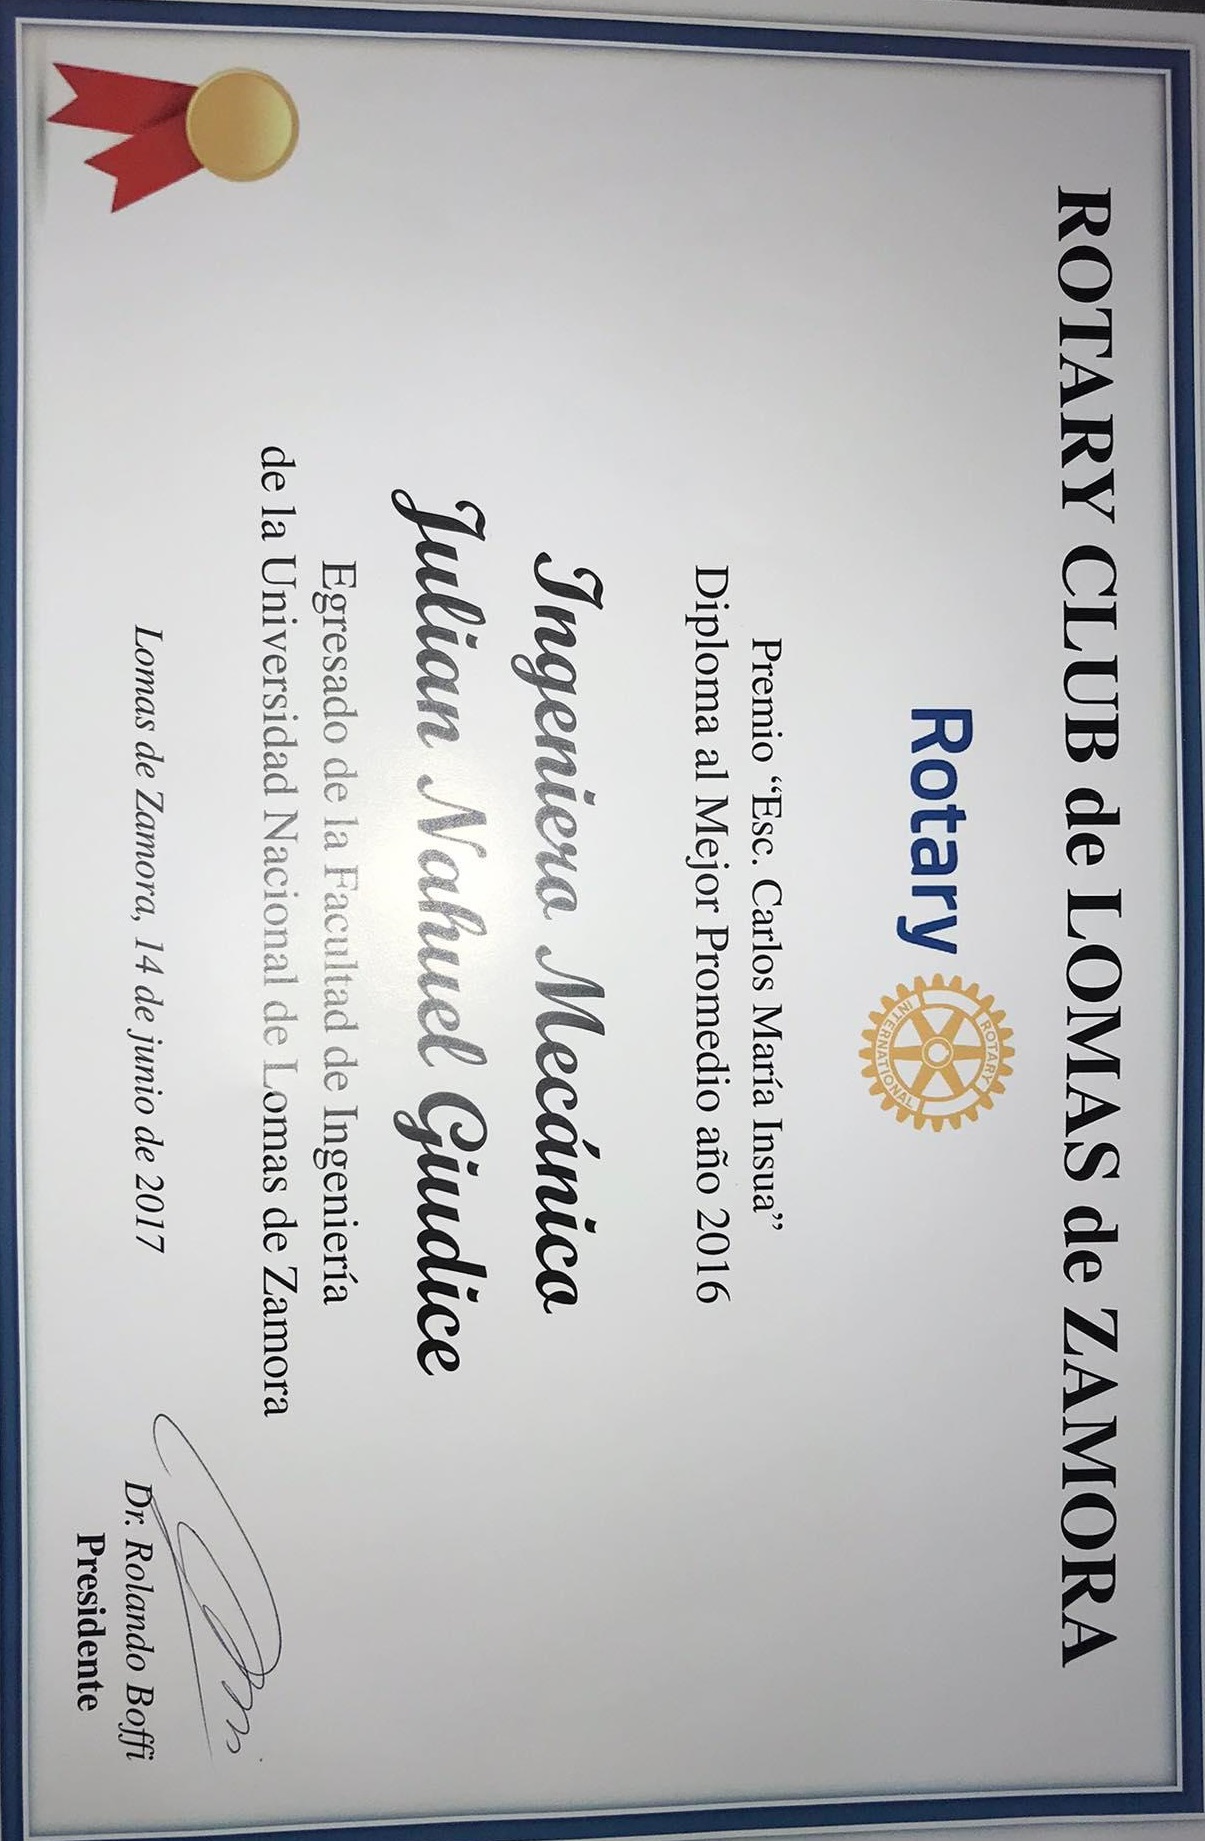 ROTARY CLUB de LOMAS de ZAMORA
Rotary
ROTARY
INTERNATIONAL
Premio “Esc. Carlos María Insua”
Diploma al Mejor Promedio año 2016
Ingeniero Mecánico
Julian Nahuel Giudice
Egresado de la Facultad de Ingeniería
de la Universidad Nacional de Lomas de Zamora
Lomas de Zamora, 14 de junio de 2017
Dr. Rolando Boffi
Presidente